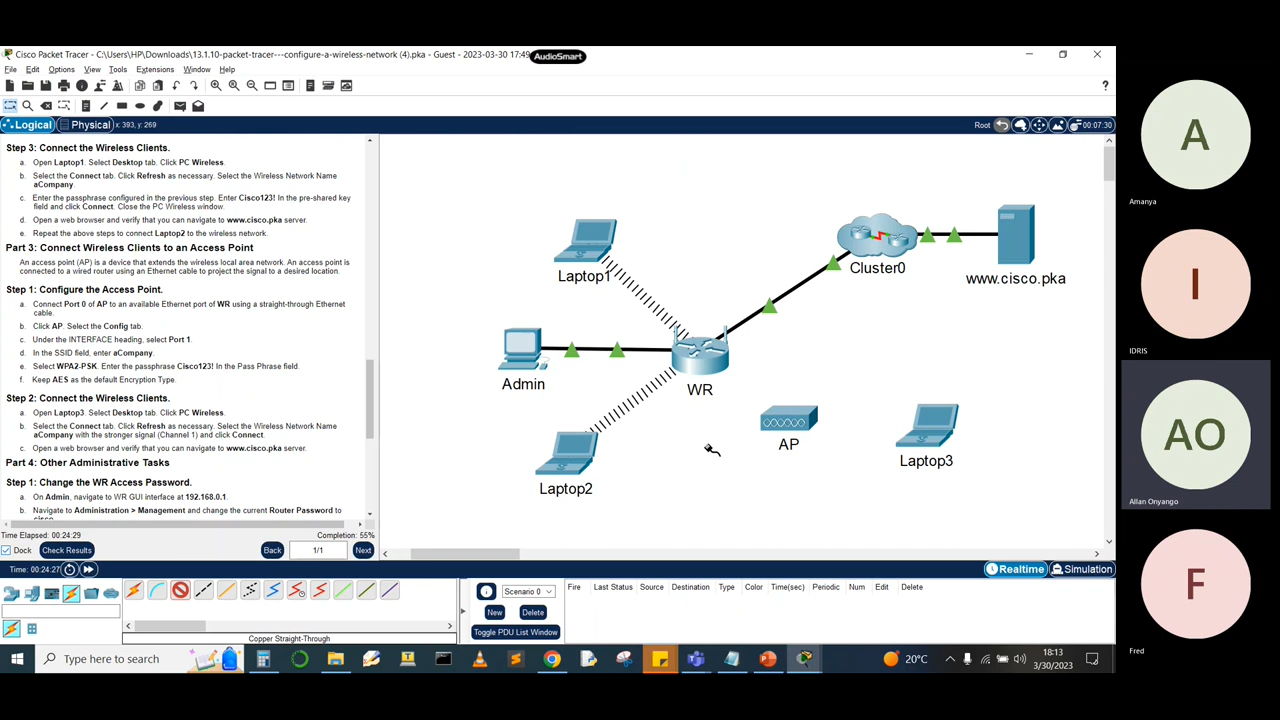 Cisco Packet Tracer - C:\Users\HP\Downloads\13.1.10-packet-tracer---configure-a-wireless-network (4).pka - Guest - 2023-03-30 17:49
AudioSmart
File Edit Options View Tools Extensions Window Help
?
Logical Physical x: 393, y: 269
Root 00:07:30
Step 3: Connect the Wireless Clients.
a. Open Laptop1. Select Desktop tab. Click PC Wireless.
b. Select the Connect tab. Click Refresh as necessary. Select the Wireless Network Name
aCompany.
c. Enter the passphrase configured in the previous step. Enter Cisco123! In the pre-shared key
field and click Connect. Close the PC Wireless window.
d. Open a web browser and verify that you can navigate to www.cisco.pka server.
e. Repeat the above steps to connect Laptop2 to the wireless network.
Part 3: Connect Wireless Clients to an Access Point
An access point (AP) is a device that extends the wireless local area network. An access point is
connected to a wired router using an Ethernet cable to project the signal to a desired location.
Step 1: Configure the Access Point.
a. Connect Port 0 of AP to an available Ethernet port of WR using a straight-through Ethernet
cable.
b. Click AP. Select the Config tab.
c. Under the INTERFACE heading, select Port 1.
d. In the SSID field, enter aCompany.
e. Select WPA2-PSK. Enter the passphrase Cisco123! In the Pass Phrase field.
f. Keep AES as the default Encryption Type.
Step 2: Connect the Wireless Clients.
a. Open Laptop3. Select Desktop tab. Click PC Wireless.
b. Select the Connect tab. Click Refresh as necessary. Select the Wireless Network Name
aCompany with the stronger signal (Channel 1) and click Connect.
c. Open a web browser and verify that you can navigate to www.cisco.pka server.
Part 4: Other Administrative Tasks
Step 1: Change the WR Access Password.
a. On Admin, navigate to WR GUI interface at 192.168.0.1.
b. Navigate to Administration > Management and change the current Router Password to
cisco.
Time Elapsed: 00:24:29 Completion: 55%
Dock Check Results Back 1/1 Next
Laptop1
Cluster0
www.cisco.pka
Admin
WR
AP
Laptop3
Laptop2
Time: 00:24:27
Realtime Simulation
Scenario 0
New Delete
Toggle PDU List Window
Fire Last Status Source Destination Type Color Time(sec) Periodic Num Edit Delete
Copper Straight-Through
Type here to search
20°C
18:13
3/30/2023
A
Amanya
I
IDRIS
AO
Allan Onyango
F
Fred